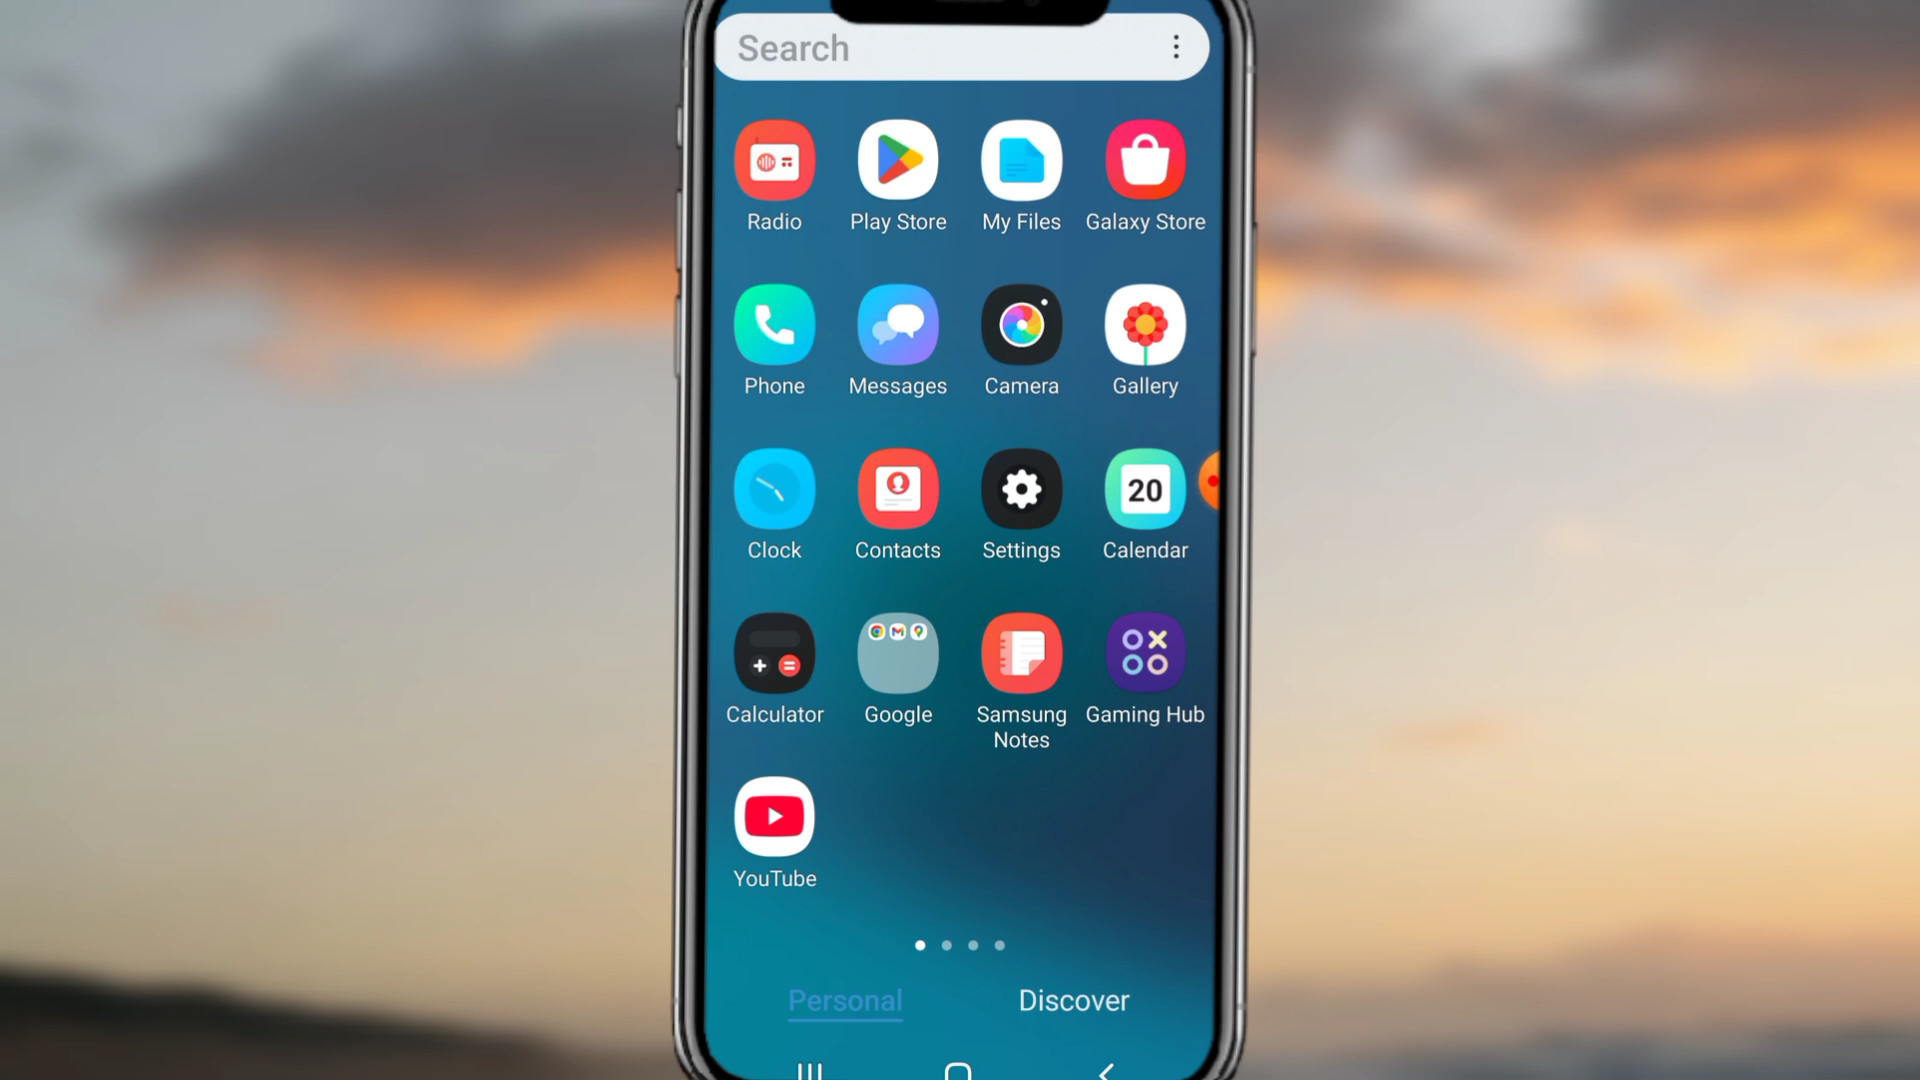 Search
Radio
Play Store
My Files
Galaxy Store
Phone
Messages
Camera
Gallery
Clock
Contacts
Settings
20
Calendar
Calculator
Google
Samsung
Notes
Gaming Hub
YouTube
Personal
Discover